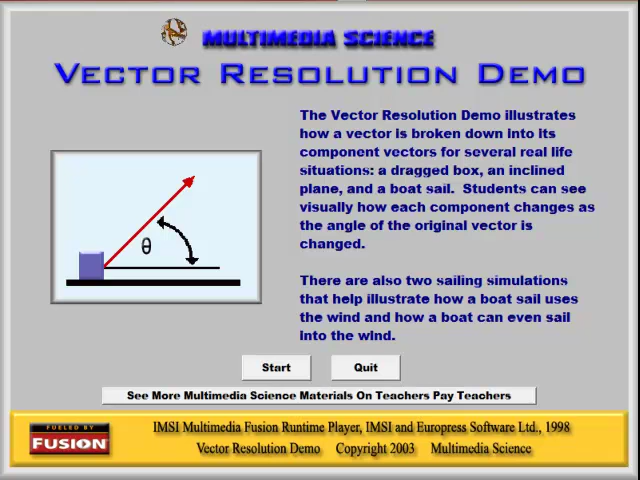 MULTIMEDIA SCIENCE
VECTOR RESOLUTION DEMO
The Vector Resolution Demo illustrates
how a vector is broken down into its
component vectors for several real life
situations: a dragged box, an inclined
plane, and a boat sail. Students can see
visually how each component changes as
the angle of the original vector is
changed.
θ
There are also two sailing simulations
that help illustrate how a boat sail uses
the wind and how a boat can even sail
into the wind.
Start Quit
See More Multimedia Science Materials On Teachers Pay Teachers
FUELED BY
FUSION
IMSI Multimedia Fusion Runtime Player, IMSI and Europress Software Ltd., 1998
Vector Resolution Demo Copyright 2003 Multimedia Science